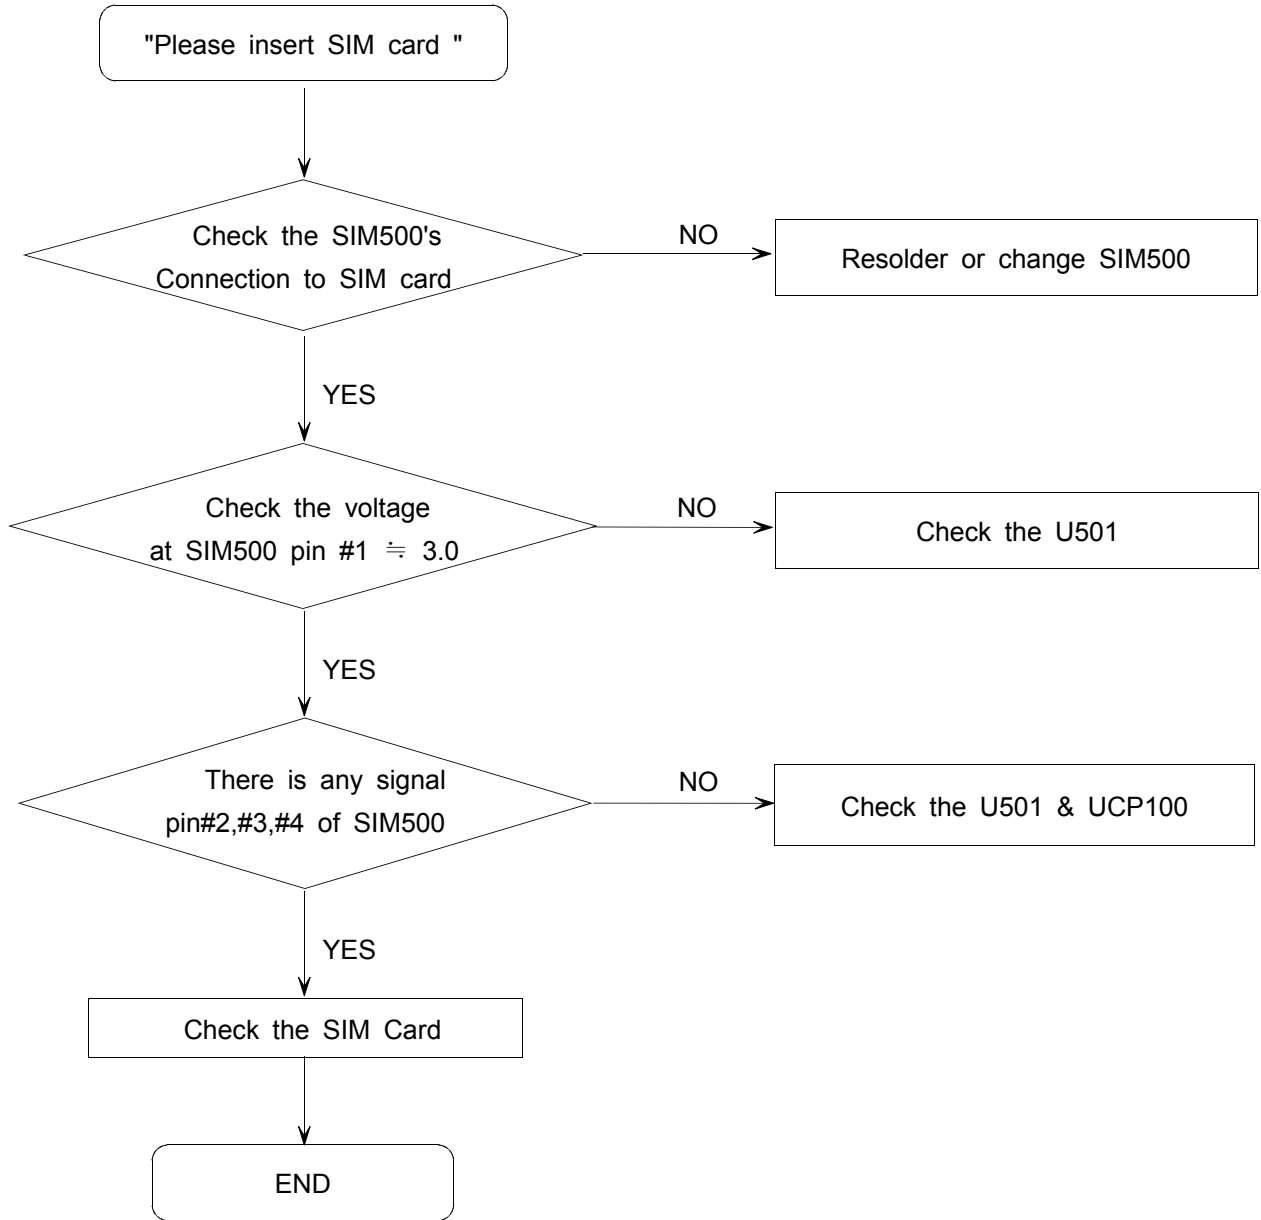 "Please insert SIM card "
Check the SIM500's
Connection to SIM card
NO
Resolder or change SIM500
YES
Check the voltage
at SIM500 pin #1 ≒ 3.0
NO
Check the U501
YES
There is any signal
pin#2,#3,#4 of SIM500
NO
Check the U501 & UCP100
YES
Check the SIM Card
END